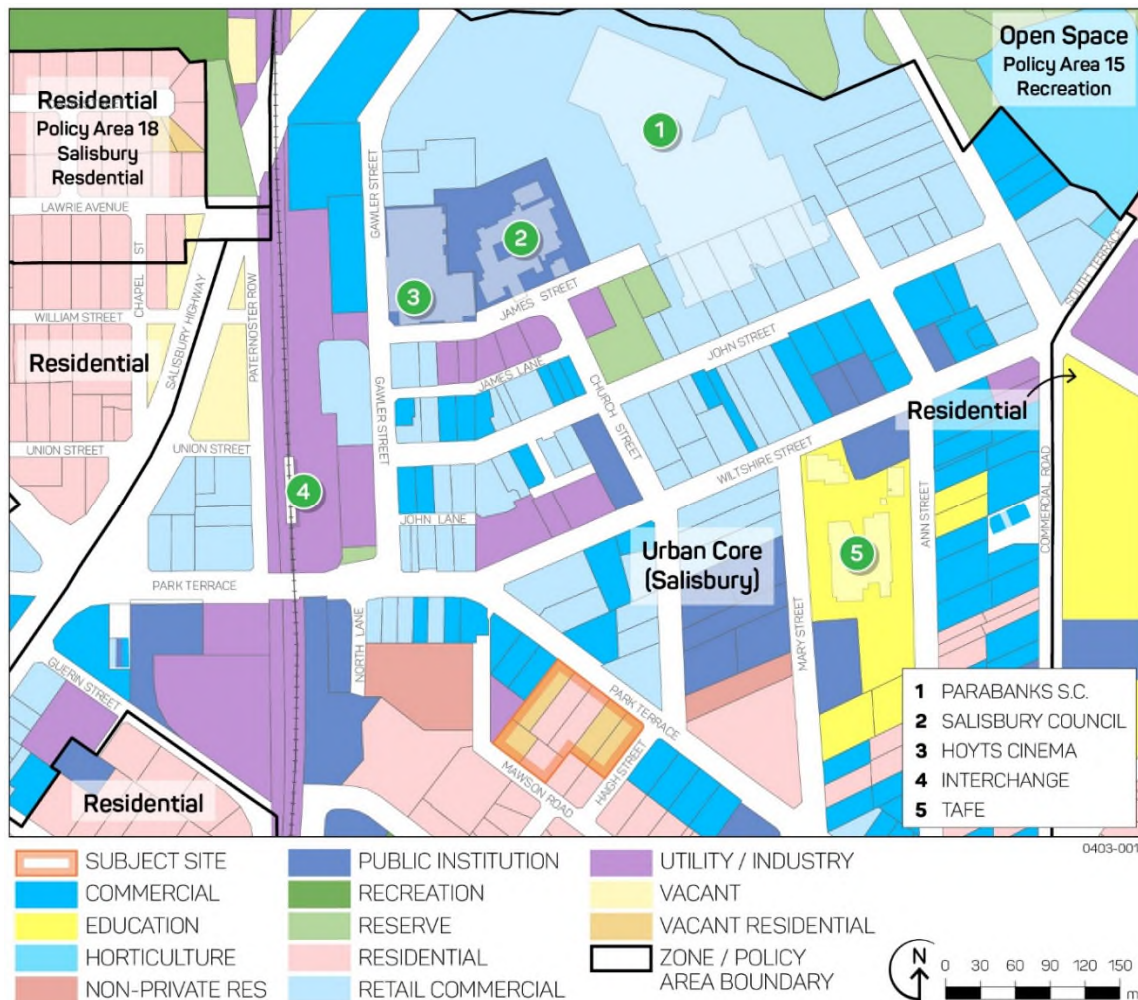 Residential
Policy Area 18
Salisbury
Resdential
LAWRIE AVENUE
CHAPEL ST
WILLIAM STREET
SALISBURY HIGHWAY
PATERNOSTER ROW
Residential
UNION STREET
UNION STREET
PARK TERRACE
GUERIN STREET
Residential
GAWLER STREET
GAWLER STREET
1
2
3
4
5
JAMES STREET
JAMES LANE
CHURCH STREET
JOHN STREET
JOHN LANE
WILTSHIRE STREET
NORTH LANE
Urban Core
(Salisbury)
PARK TERRACE
MAWSON ROAD
HAIGH STREET
MARY STREET
ANN STREET
COMMERCIAL ROAD
SOUTH TERRACE
Residential
Open Space
Policy Area 15
Recreation
1 PARABANKS S.C.
2 SALISBURY COUNCIL
3 HOYTS CINEMA
4 INTERCHANGE
5 TAFE
0403-001
SUBJECT SITE
COMMERCIAL
EDUCATION
HORTICULTURE
NON-PRIVATE RES
PUBLIC INSTITUTION
RECREATION
RESERVE
RESIDENTIAL
RETAIL COMMERCIAL
UTILITY / INDUSTRY
VACANT
VACANT RESIDENTIAL
ZONE / POLICY
AREA BOUNDARY
N
0 30 60 90 120 150
m